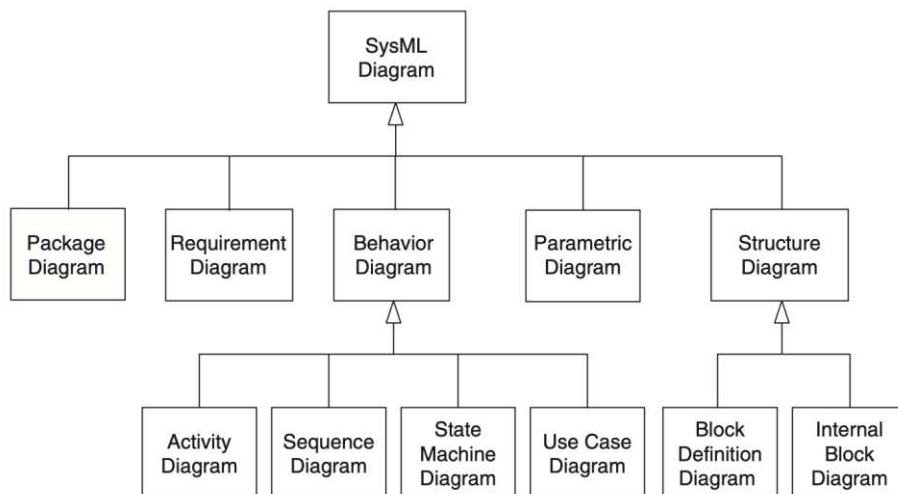 SysML
Diagram
Package
Diagram
Requirement
Diagram
Behavior
Diagram
Parametric
Diagram
Structure
Diagram
Activity
Diagram
Sequence
Diagram
State
Machine
Diagram
Use Case
Diagram
Block
Definition
Diagram
Internal
Block
Diagram